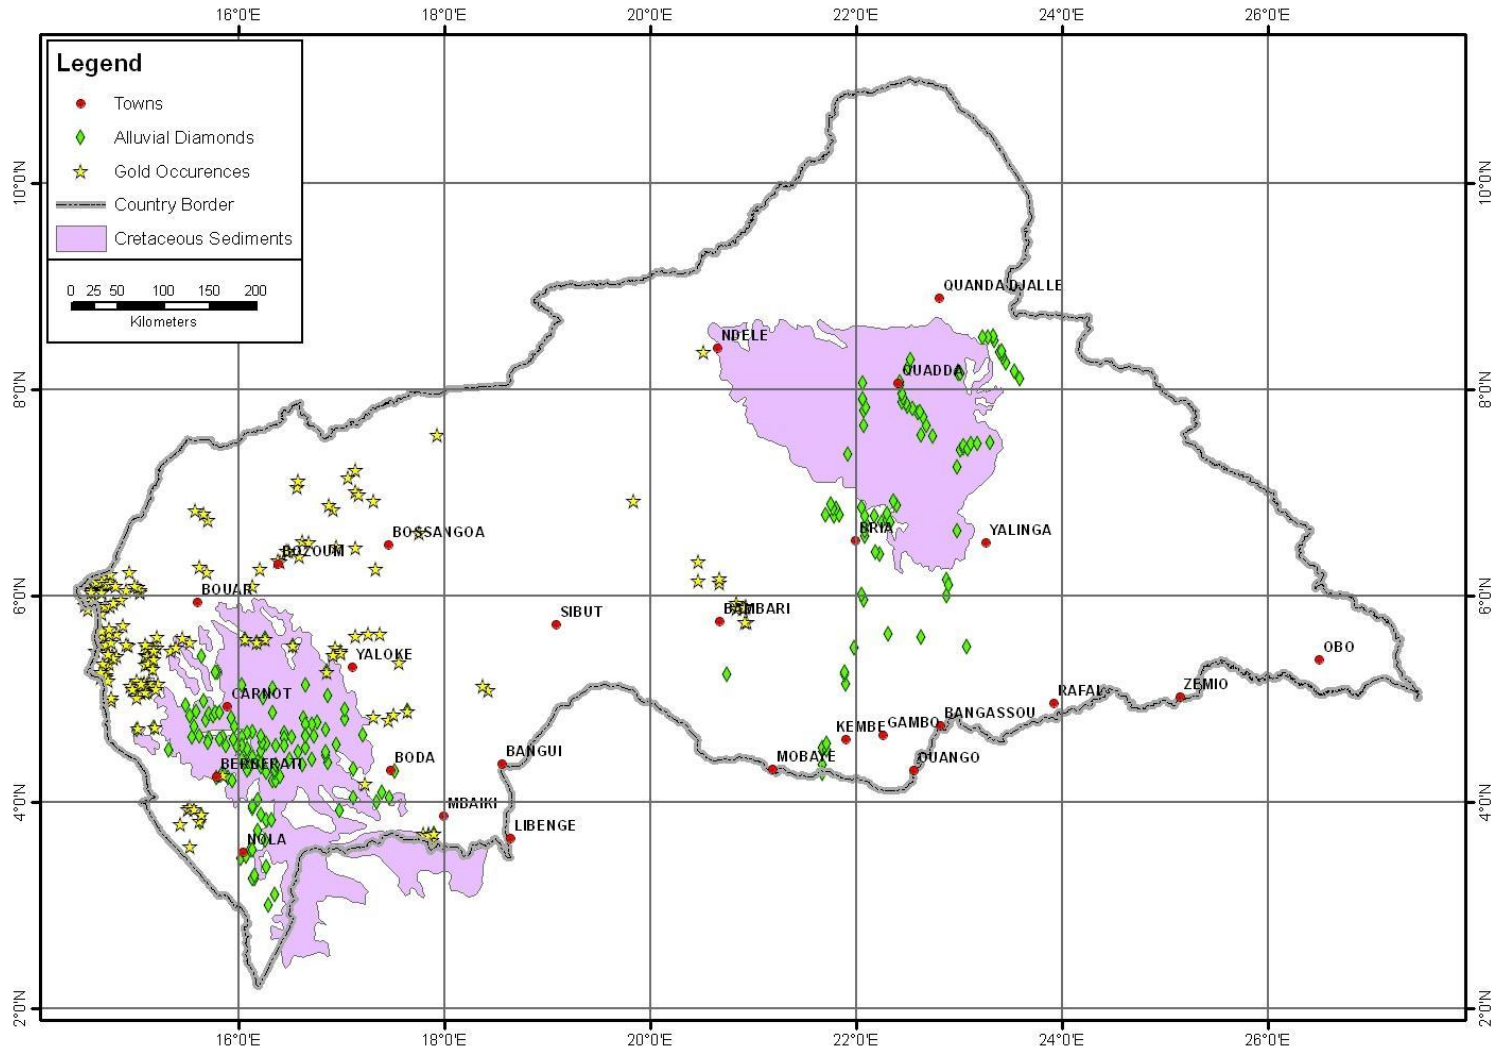 16°0'E 18°0'E 20°0'E 22°0'E 24°0'E 26°0'E
Legend
Towns
Alluvial Diamonds
Gold Occurences
Country Border
Cretaceous Sediments
0 25 50 100 150 200
Kilometers
10°0'N 10°0'N
8°0'N 8°0'N
6°0'N 6°0'N
4°0'N 4°0'N
2°0'N 2°0'N
QUANDA DJALLE
NDELE
QUADDA
BOSSANGOA
BRIA
YALINGA
BOZOUM
BOUAR
SIBUT
BAMBARI
YALOKE
OBO
CARNOT
RAFAI
ZEMIO
KEMBE
GAMBO
BANGASSOU
BERBERATI
BODA
BANGUI
MOBAYE
OUANGO
MBAIKI
LIBENGE
NOLA
16°0'E 18°0'E 20°0'E 22°0'E 24°0'E 26°0'E